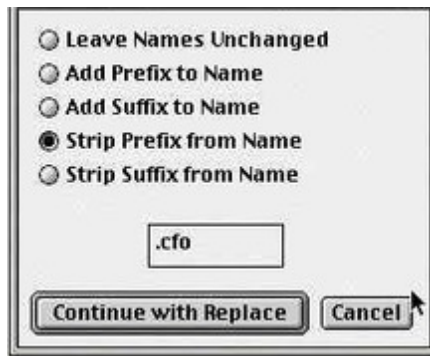 Leave Names Unchanged
Add Prefix to Name
Add Suffix to Name
Strip Prefix from Name
Strip Suffix from Name
.cfo
Continue with Replace Cancel